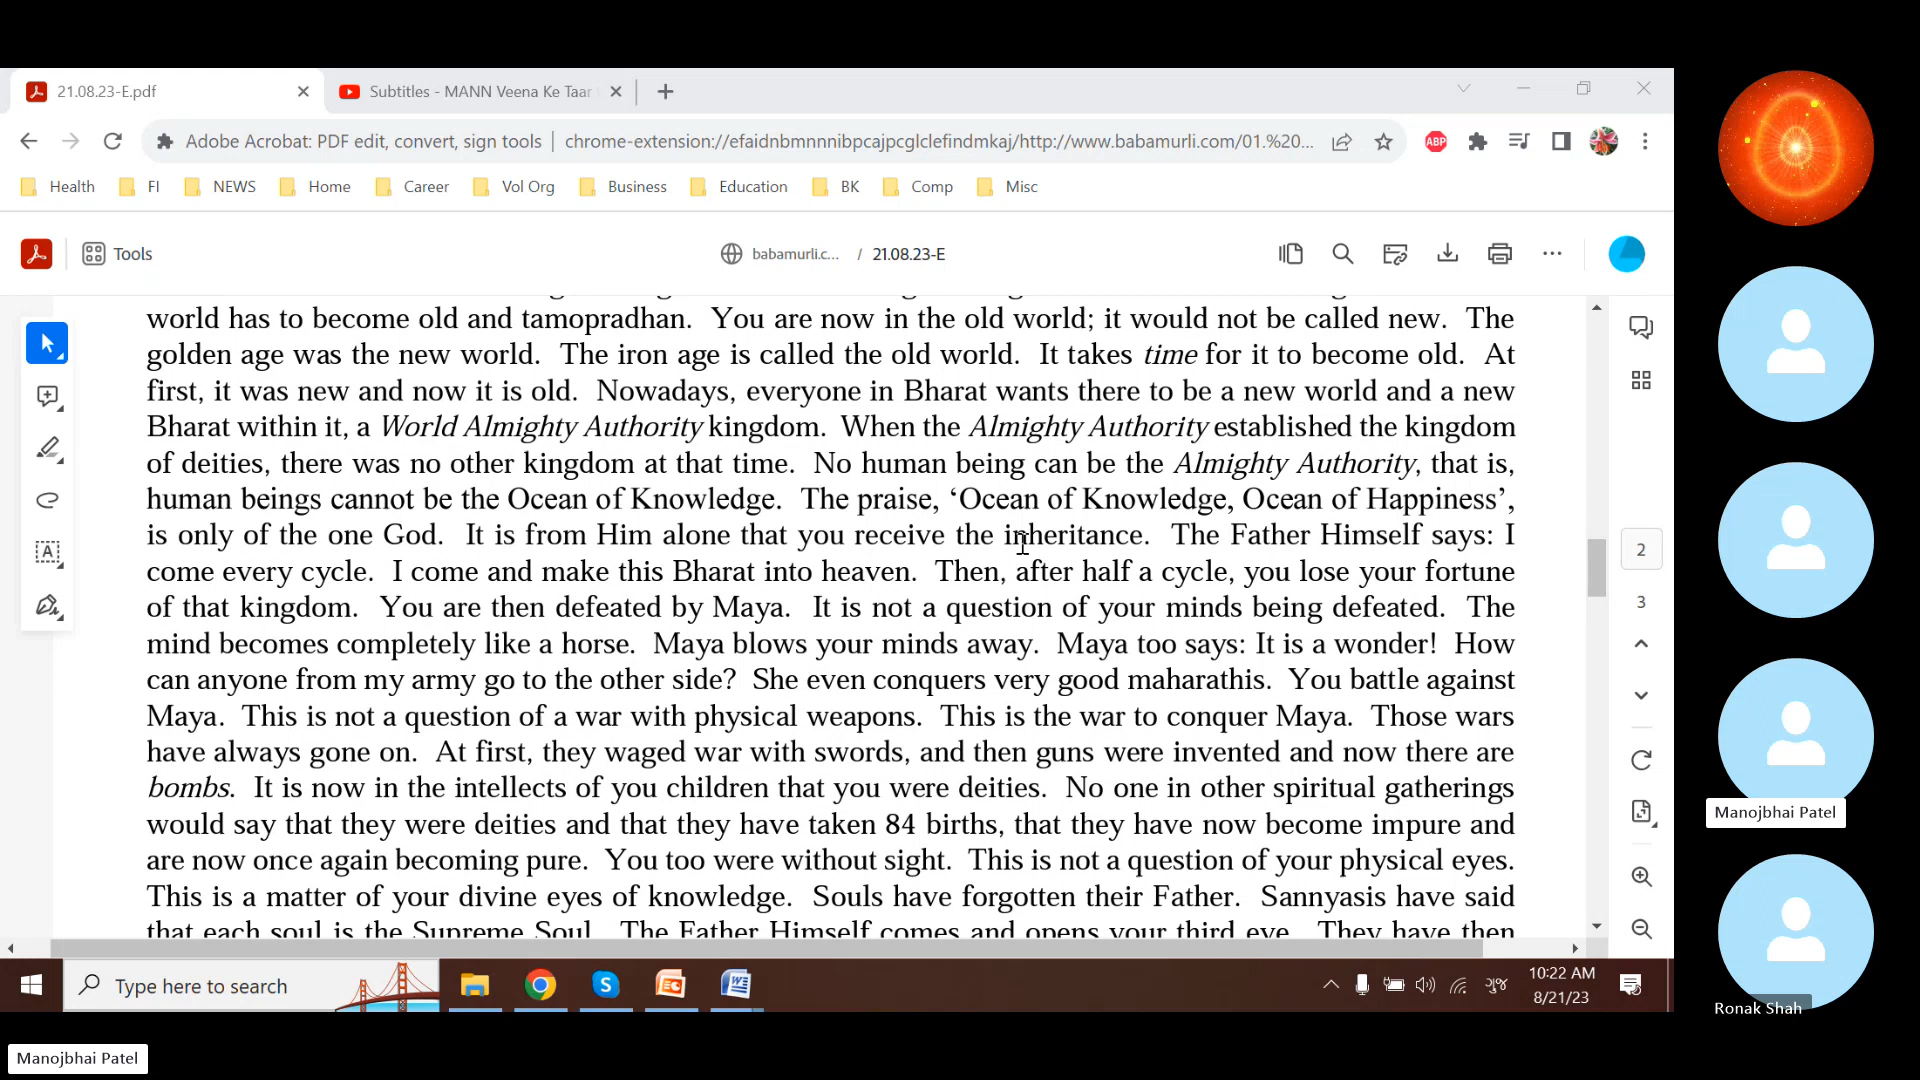 21.08.23-E.pdf
Subtitles - MANN Veena Ke Taar
Adobe Acrobat: PDF edit, convert, sign tools
chrome-extension://efaidnbmnnnibpcajpcglclefindmkaj/http://www.babamurli.com/01.%20...
ABP
Health FI NEWS Home Career Vol Org Business Education BK Comp Misc
Tools
babamurli.c... / 21.08.23-E
world has to become old and tamopradhan. You are now in the old world; it would not be called new. The
golden age was the new world. The iron age is called the old world. It takes time for it to become old. At
first, it was new and now it is old. Nowadays, everyone in Bharat wants there to be a new world and a new
Bharat within it, a World Almighty Authority kingdom. When the Almighty Authority established the kingdom
of deities, there was no other kingdom at that time. No human being can be the Almighty Authority, that is,
human beings cannot be the Ocean of Knowledge. The praise, ‘Ocean of Knowledge, Ocean of Happiness’,
is only of the one God. It is from Him alone that you receive the inheritance. The Father Himself says: I
come every cycle. I come and make this Bharat into heaven. Then, after half a cycle, you lose your fortune
of that kingdom. You are then defeated by Maya. It is not a question of your minds being defeated. The
mind becomes completely like a horse. Maya blows your minds away. Maya too says: It is a wonder! How
can anyone from my army go to the other side? She even conquers very good maharathis. You battle against
Maya. This is not a question of a war with physical weapons. This is the war to conquer Maya. Those wars
have always gone on. At first, they waged war with swords, and then guns were invented and now there are
bombs. It is now in the intellects of you children that you were deities. No one in other spiritual gatherings
would say that they were deities and that they have taken 84 births, that they have now become impure and
are now once again becoming pure. You too were without sight. This is not a question of your physical eyes.
This is a matter of your divine eyes of knowledge. Souls have forgotten their Father. Sannyasis have said
that each soul is the Supreme Soul. The Father Himself comes and opens your third eye. They have then
2
3
Type here to search
ગુજ
10:22 AM
8/21/23
Manojbhai Patel
Ronak Shah
Manojbhai Patel